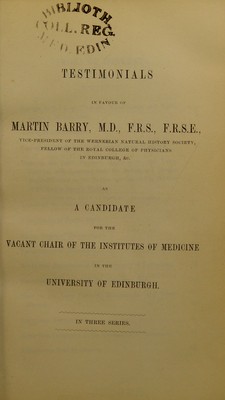 BIBLIOTH
COLL. REG.
MED. EDIN
TESTIMONIALS
IN FAVOUR OF
MARTIN BARRY, M.D., F.R.S., F.R.S.E.,
VICE-PRESIDENT OF THE WERNERIAN NATURAL HISTORY SOCIETY,
FELLOW OF THE ROYAL COLLEGE OF PHYSICIANS
IN EDINBURGH, &C.
AS
A CANDIDATE
FOR THE
VACANT CHAIR OF THE INSTITUTES OF MEDICINE
IN THE
UNIVERSITY OF EDINBURGH.
IN THREE SERIES.